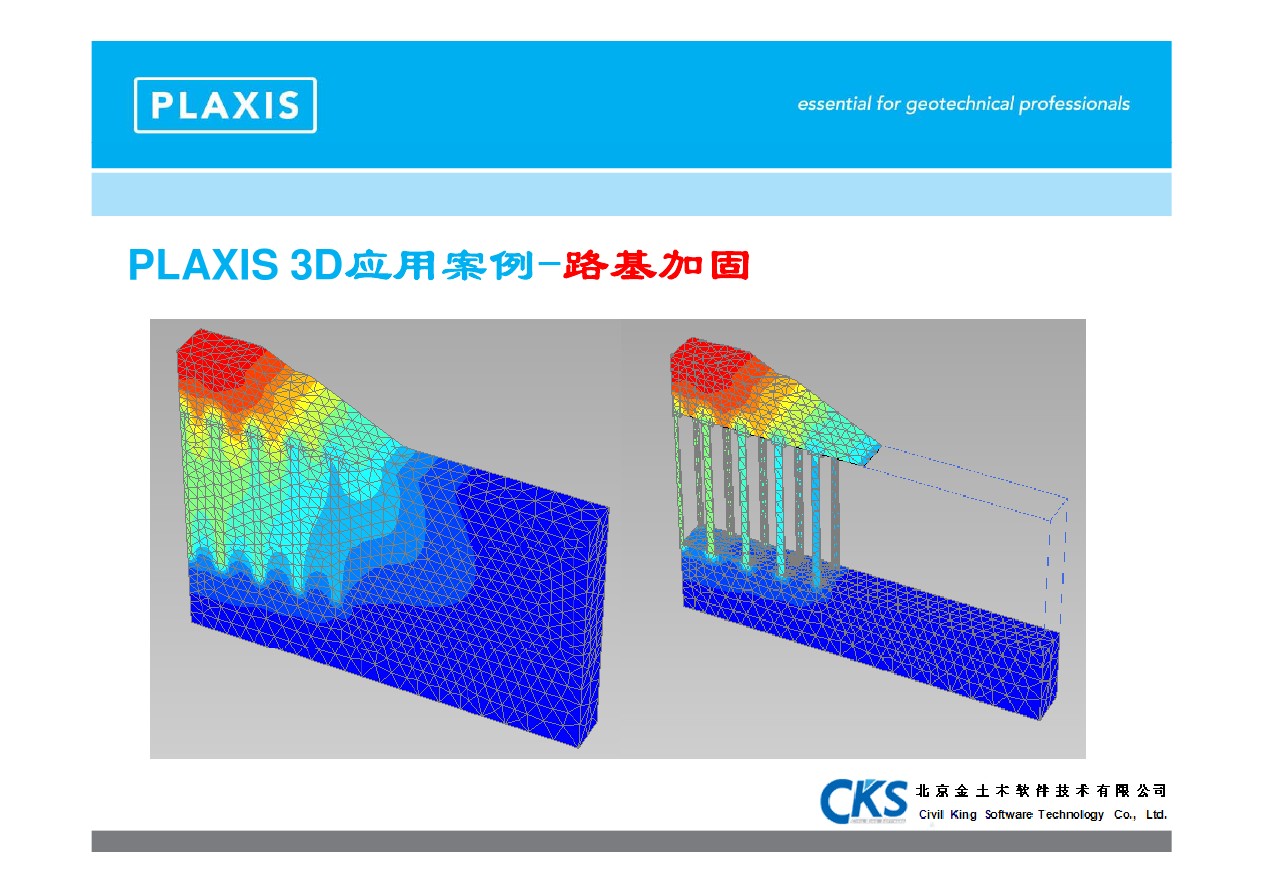 PLAXIS
essential for geotechnical professionals
PLAXIS 3D应用案例-路基加固
CKS
北京金土木软件技术有限公司
Civil King Software Technology Co., Ltd.